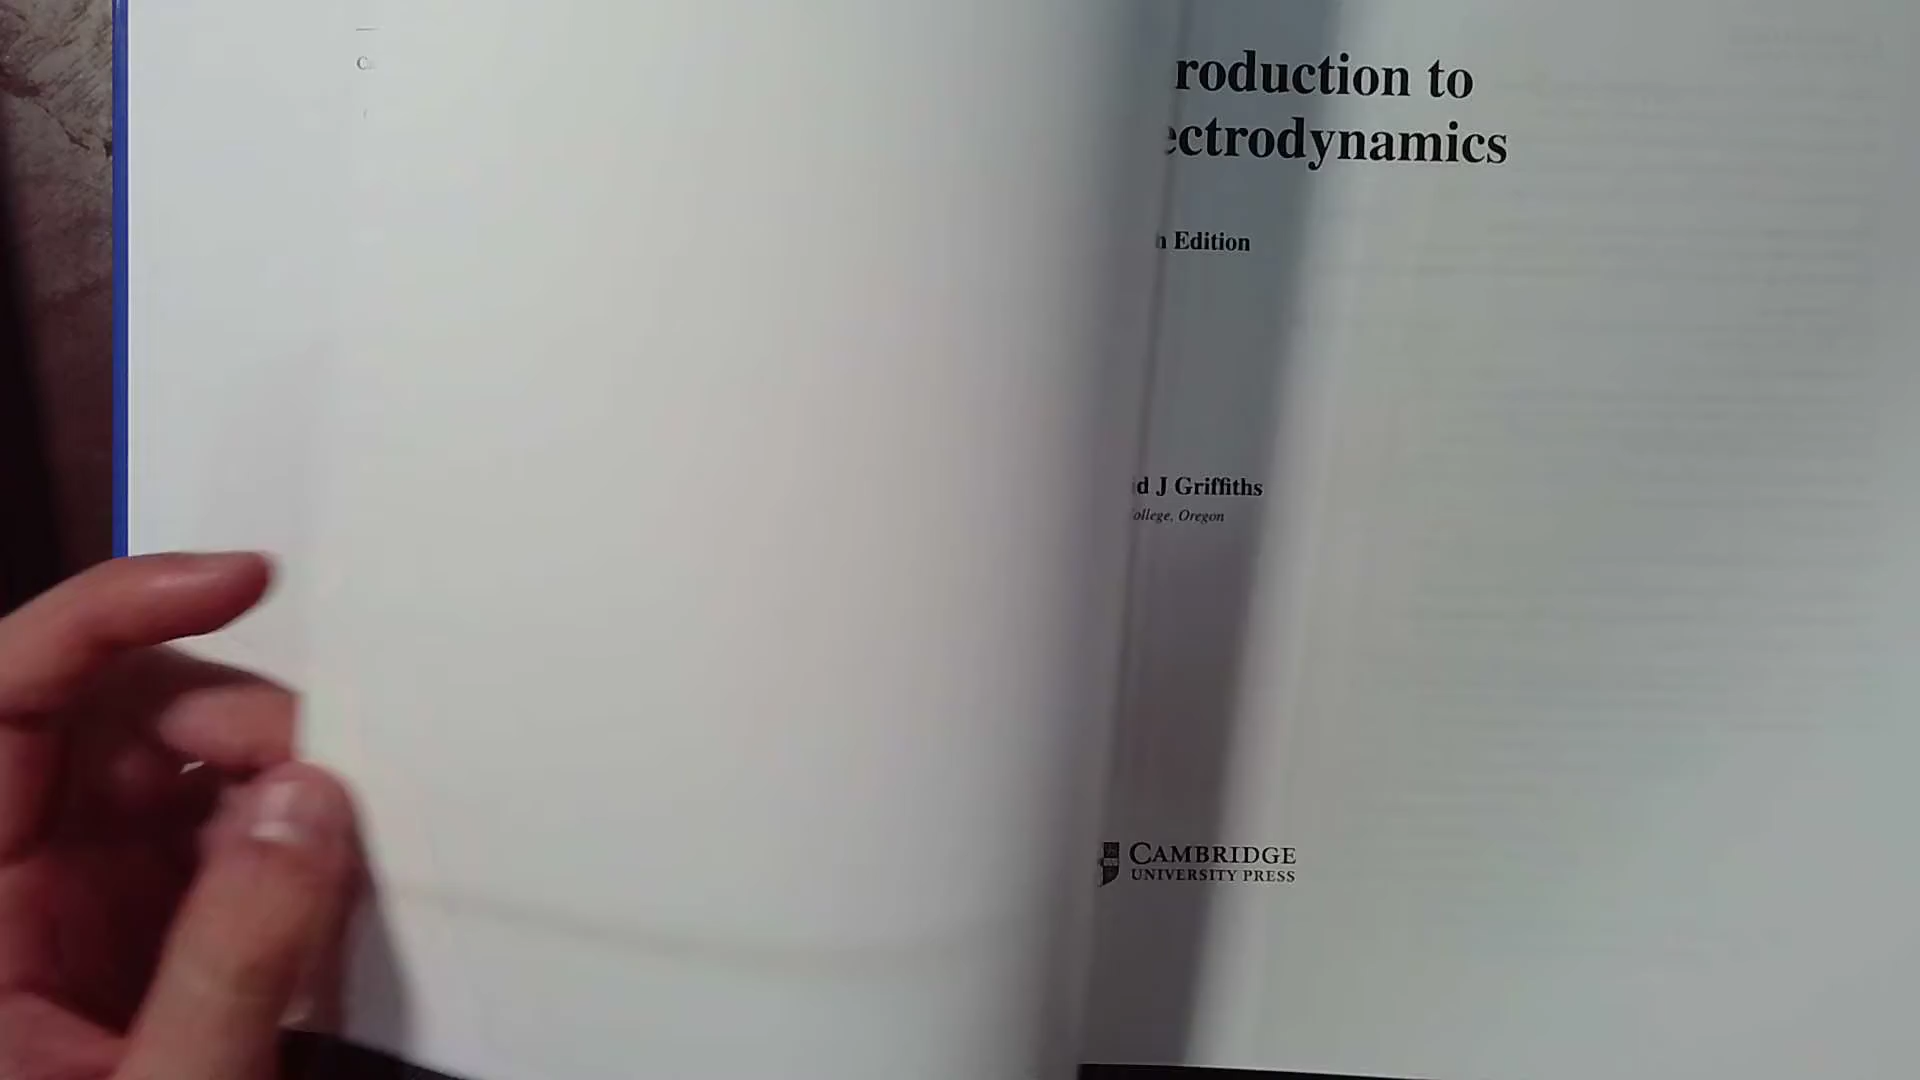 roduction to
ectrodynamics
n Edition
d J Griffiths
ollege, Oregon
CAMBRIDGE
UNIVERSITY PRESS